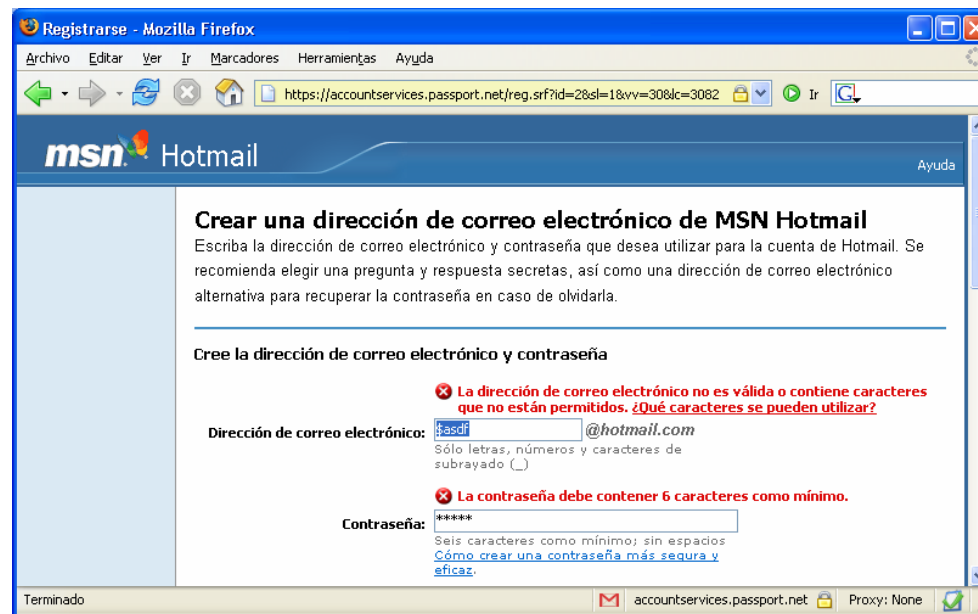 Registrarse - Mozilla Firefox
Archivo Editar Ver Ir Marcadores Herramientas Ayuda
https://accountservices.passport.net/reg.srf?id=2&sl=1&vv=30&lc=3082 Ir G
msn Hotmail
Ayuda
Crear una dirección de correo electrónico de MSN Hotmail
Escriba la dirección de correo electrónico y contraseña que desea utilizar para la cuenta de Hotmail. Se
recomienda elegir una pregunta y respuesta secretas, así como una dirección de correo electrónico
alternativa para recuperar la contraseña en caso de olvidarla.
Cree la dirección de correo electrónico y contraseña
La dirección de correo electrónico no es válida o contiene caracteres
que no están permitidos. ¿Qué caracteres se pueden utilizar?
Dirección de correo electrónico: $asdf @hotmail.com
Sólo letras, números y caracteres de
subrayado (_)
La contraseña debe contener 6 caracteres como mínimo.
Contraseña: *****
Seis caracteres como mínimo; sin espacios
Cómo crear una contraseña más segura y
eficaz.
Terminado accountservices.passport.net Proxy: None